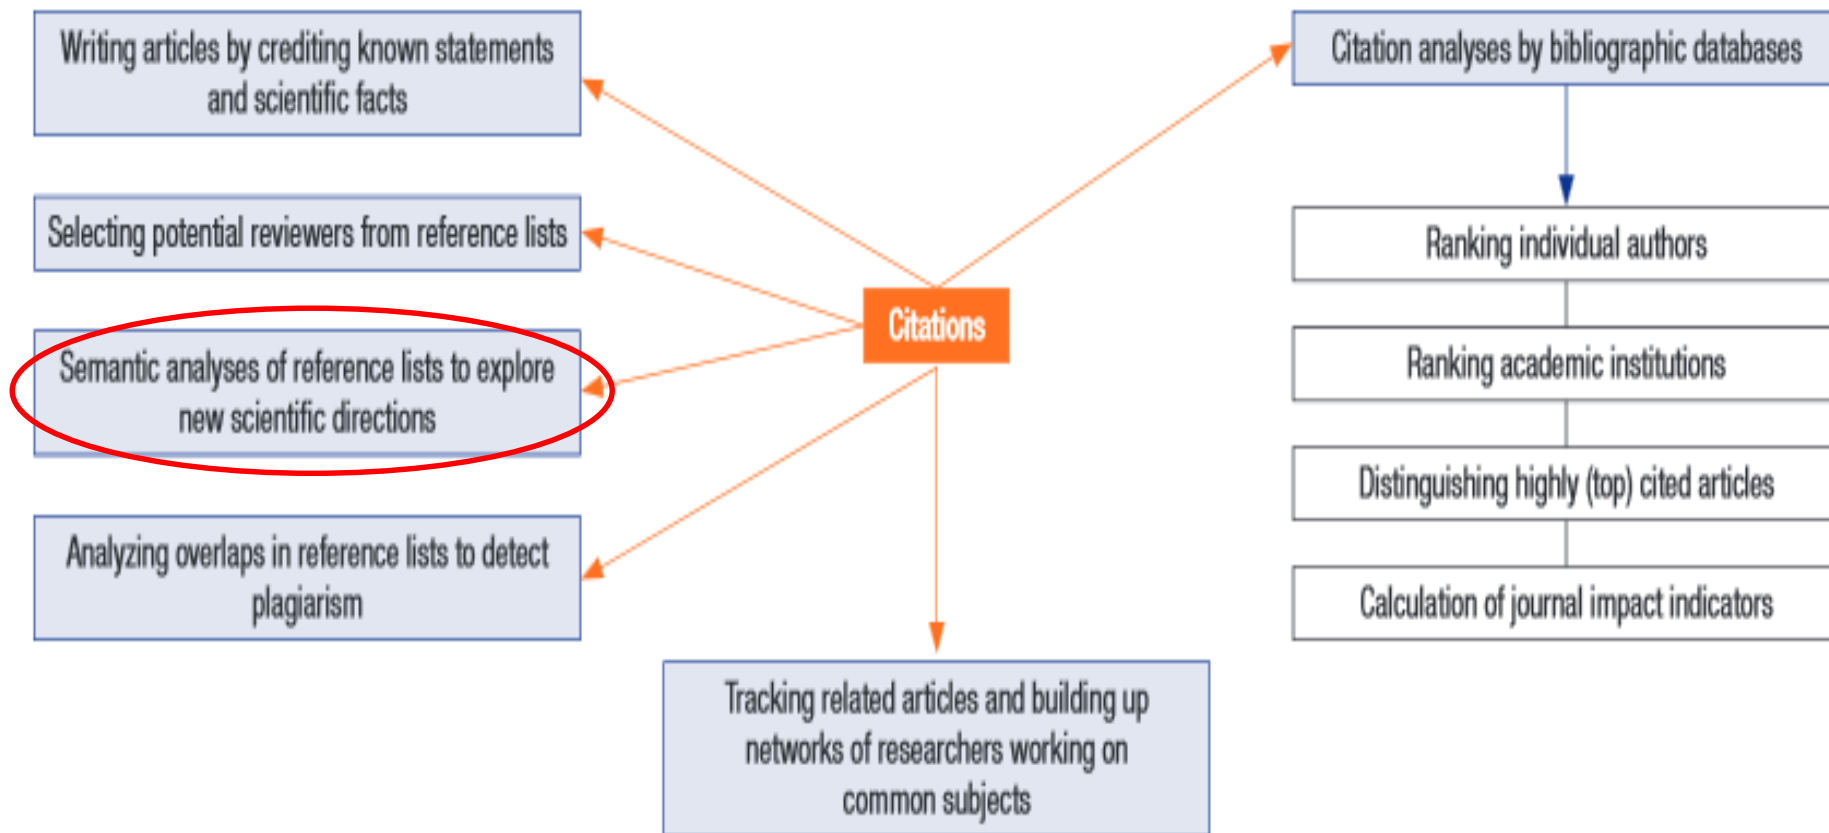 Writing articles by crediting known statements
and scientific facts
Selecting potential reviewers from reference lists
Semantic analyses of reference lists to explore
new scientific directions
Analyzing overlaps in reference lists to detect
plagiarism
Citations
Tracking related articles and building up
networks of researchers working on
common subjects
Citation analyses by bibliographic databases
Ranking individual authors
Ranking academic institutions
Distinguishing highly (top) cited articles
Calculation of journal impact indicators